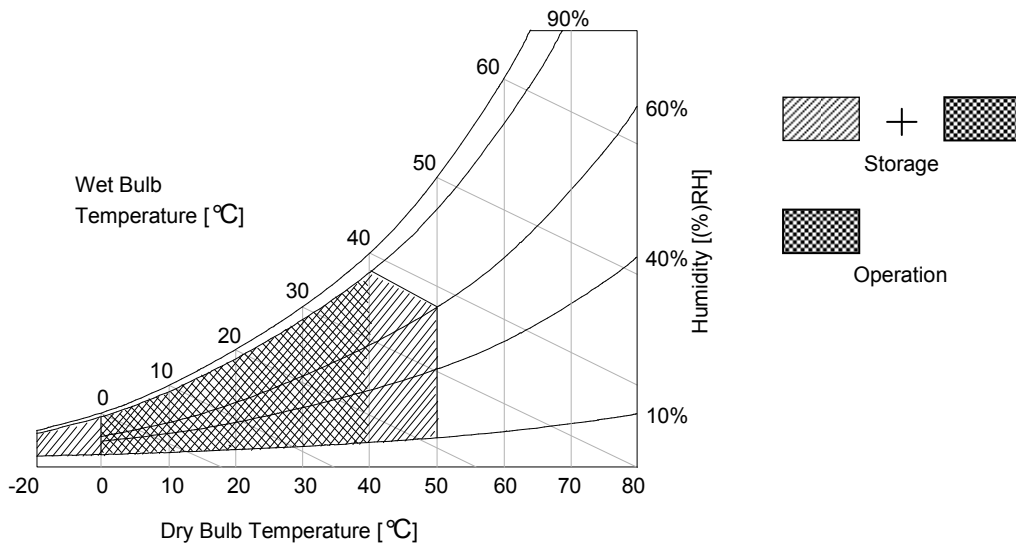 90%
60
60%
50
Storage
Wet Bulb
Temperature [℃]
40
40%
Humidity [(%)RH]
30
Operation
20
10
0
10%
-20 0 10 20 30 40 50 60 70 80
Dry Bulb Temperature [℃]